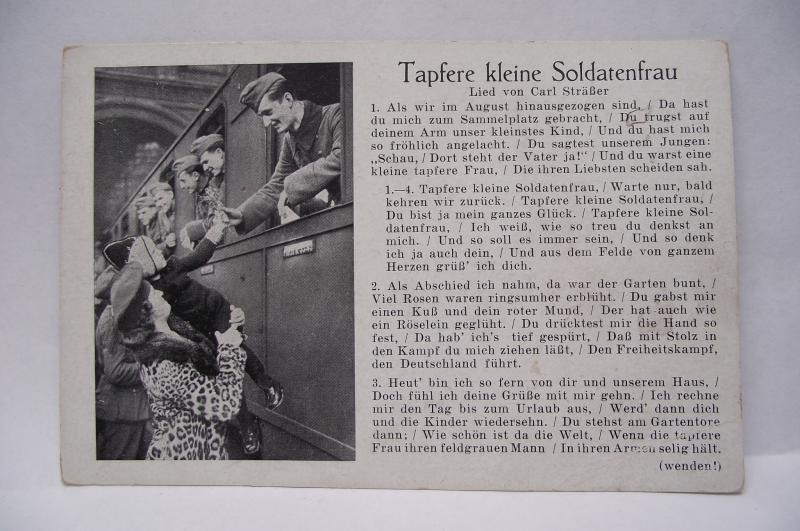 Tapfere kleine Soldatenfrau
Lied von Carl Sträßer
1. Als wir im August hinausgezogen sind, / Da hast
du mich zum Sammelplatz gebracht, / Du trugst auf
deinem Arm unser kleinstes Kind, / Und du hast mich
so fröhlich angelacht. / Du sagtest unserem Jungen:
„Schau, / Dort steht der Vater ja!“ / Und du warst eine
kleine tapfere Frau, / Die ihren Liebsten scheiden sah.
1.—4. Tapfere kleine Soldatenfrau, / Warte nur, bald
kehren wir zurück. / Tapfere kleine Soldatenfrau, /
Du bist ja mein ganzes Glück. / Tapfere kleine Sol-
datenfrau, / Ich weiß, wie so treu du denkst an
mich. / Und so soll es immer sein, / Und so denk
ich ja auch dein, / Und aus dem Felde von ganzem
Herzen grüß' ich dich.
2. Als Abschied ich nahm, da war der Garten bunt, /
Viel Rosen waren ringsumher erblüht. / Du gabst mir
einen Kuß und dein roter Mund, / Der hat auch wie
ein Röselein geglüht. / Du drücktest mir die Hand so
fest, / Da hab' ich's tief gespürt, / Daß mit Stolz in
den Kampf du mich ziehen läßt, / Den Freiheitskampf,
den Deutschland führt.
3. Heut' bin ich so fern von dir und unserem Haus, /
Doch fühl ich deine Grüße mit mir gehn. / Ich rechne
mir den Tag bis zum Urlaub aus, / Werd' dann dich
und die Kinder wiedersehn. / Du stehst am Gartentore
dann; / Wie schön ist da die Welt, / Wenn die tapfere
Frau ihren feldgrauen Mann / In ihren Armen selig hält.
(wenden!)